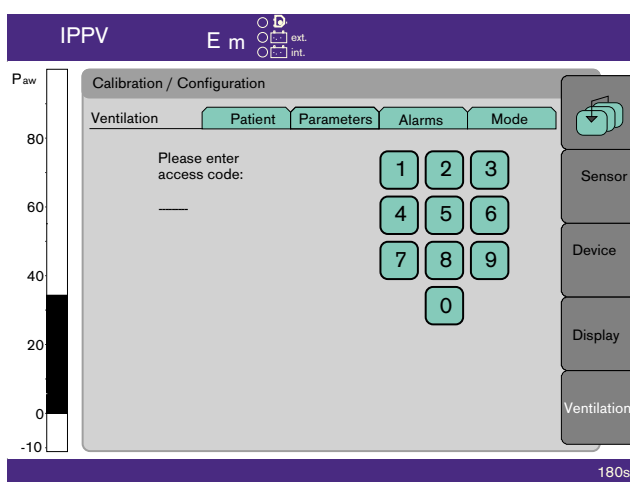 IPPV
E m
ext.
int.
Paw
Calibration / Configuration
Ventilation
Patient
Parameters
Alarms
Mode
Please enter
access code:
1 2 3
4 5 6
7 8 9
0
80
60
40
20
0
-10
Sensor
Device
Display
Ventilation
180s